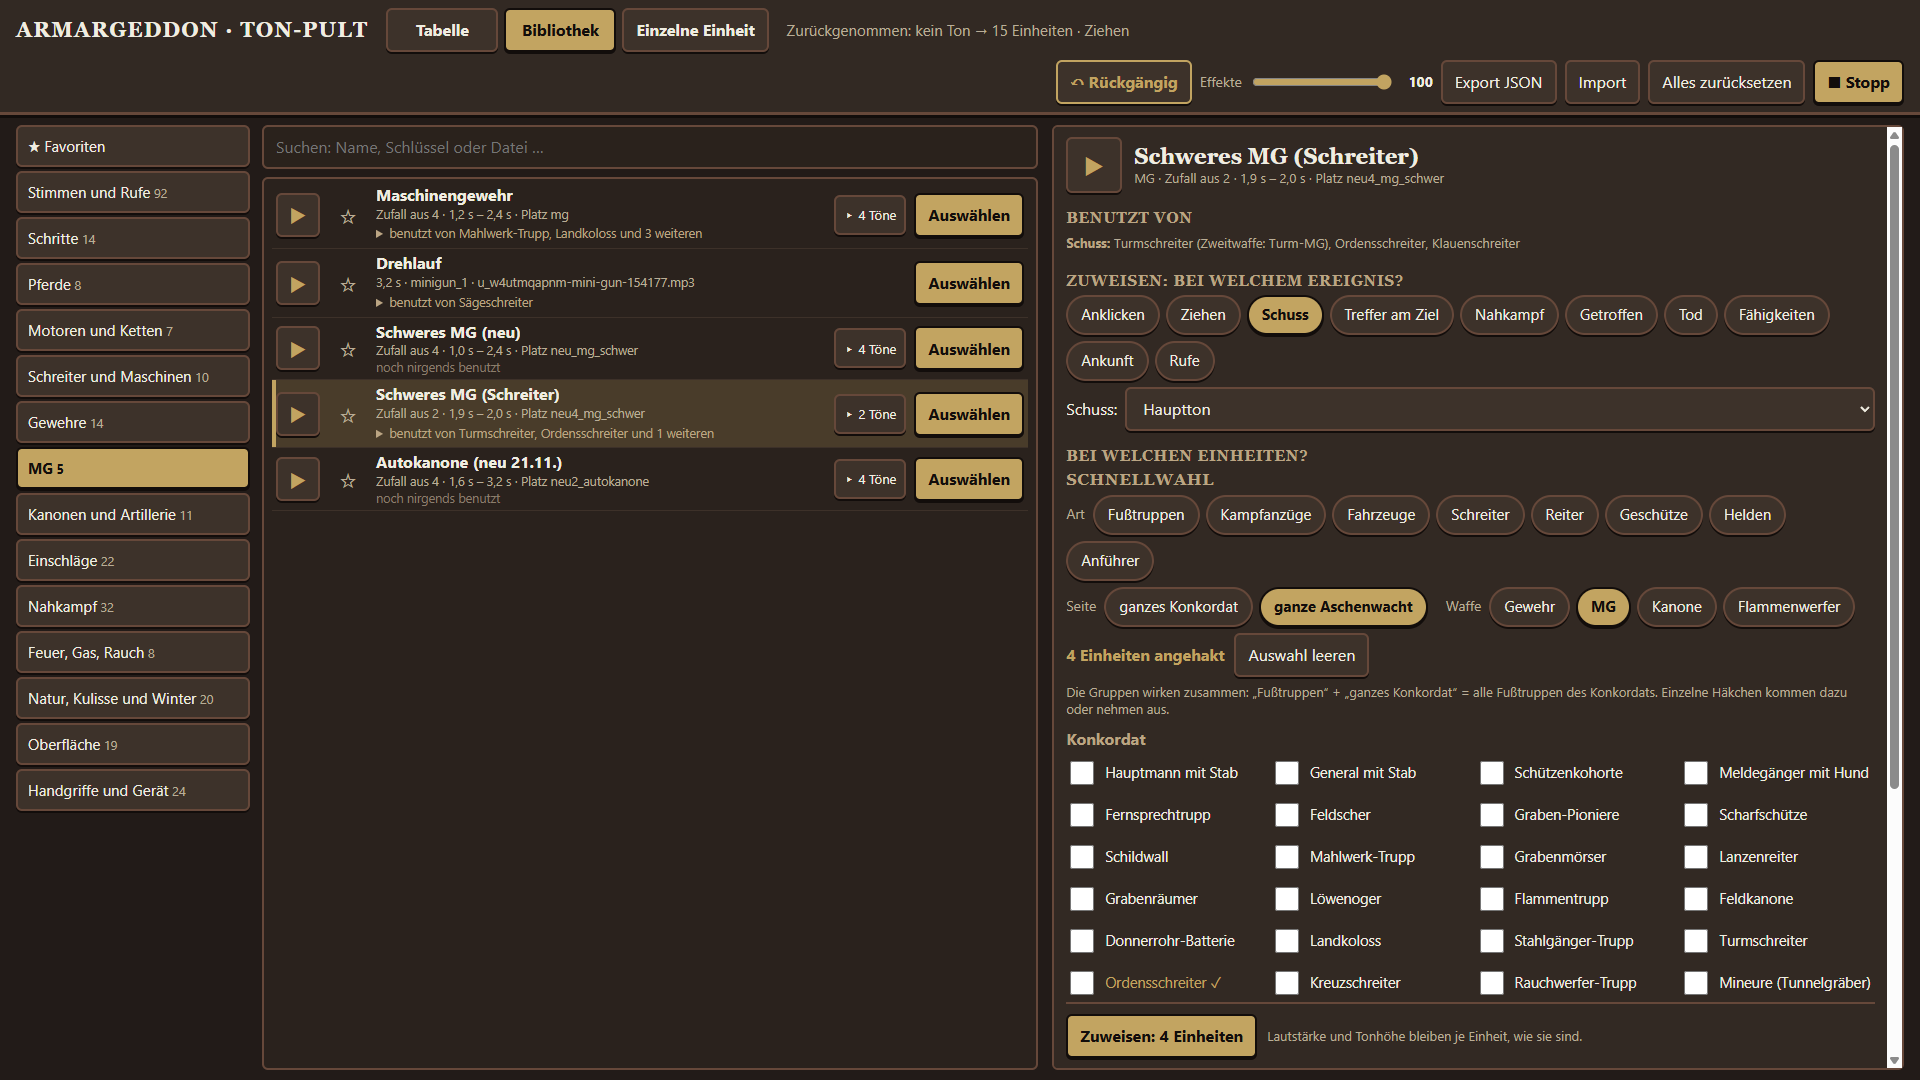 ARMARGEDDON · TON-PULT
Tabelle
Bibliothek
Einzelne Einheit
Zurückgenommen: kein Ton → 15 Einheiten · Ziehen
↶ Rückgängig
Effekte
100
Export JSON
Import
Alles zurücksetzen
■ Stopp
★ Favoriten
Stimmen und Rufe 92
Schritte 14
Pferde 8
Motoren und Ketten 7
Schreiter und Maschinen 10
Gewehre 14
MG 5
Kanonen und Artillerie 11
Einschläge 22
Nahkampf 32
Feuer, Gas, Rauch 8
Natur, Kulisse und Winter 20
Oberfläche 19
Handgriffe und Gerät 24
Suchen: Name, Schlüssel oder Datei ...
Maschinengewehr
Zufall aus 4 · 1,2 s – 2,4 s · Platz mg
▶ benutzt von Mahlwerk-Trupp, Landkoloss und 3 weiteren
▸ 4 Töne
Auswählen
Drehlauf
3,2 s · minigun_1 · u_w4utmqapnm-mini-gun-154177.mp3
▶ benutzt von Sägeschreiter
Auswählen
Schweres MG (neu)
Zufall aus 4 · 1,0 s – 2,4 s · Platz neu_mg_schwer
noch nirgends benutzt
▸ 4 Töne
Auswählen
Schweres MG (Schreiter)
Zufall aus 2 · 1,9 s – 2,0 s · Platz neu4_mg_schwer
▶ benutzt von Turmschreiter, Ordensschreiter und 1 weiteren
▸ 2 Töne
Auswählen
Autokanone (neu 21.11.)
Zufall aus 4 · 1,6 s – 3,2 s · Platz neu2_autokanone
noch nirgends benutzt
▸ 4 Töne
Auswählen
Schweres MG (Schreiter)
MG · Zufall aus 2 · 1,9 s – 2,0 s · Platz neu4_mg_schwer
BENUTZT VON
Schuss: Turmschreiter (Zweitwaffe: Turm-MG), Ordensschreiter, Klauenschreiter
ZUWEISEN: BEI WELCHEM EREIGNIS?
Anklicken Ziehen Schuss Treffer am Ziel Nahkampf Getroffen Tod Fähigkeiten
Ankunft Rufe
Schuss: Hauptton
BEI WELCHEN EINHEITEN?
SCHNELLWAHL
Art Fußtruppen Kampfanzüge Fahrzeuge Schreiter Reiter Geschütze Helden
Anführer
Seite ganzes Konkordat ganze Aschenwacht Waffe Gewehr MG Kanone Flammenwerfer
4 Einheiten angehakt Auswahl leeren
Die Gruppen wirken zusammen: „Fußtruppen“ + „ganzes Konkordat“ = alle Fußtruppen des Konkordats. Einzelne Häkchen kommen dazu
oder nehmen aus.
Konkordat
Hauptmann mit Stab General mit Stab Schützenkohorte Meldegänger mit Hund
Fernsprechtrupp Feldscher Graben-Pioniere Scharfschütze
Schildwall Mahlwerk-Trupp Grabenmörser Lanzenreiter
Grabenräumer Löwenoger Flammentrupp Feldkanone
Donnerrohr-Batterie Landkoloss Stahlgänger-Trupp Turmschreiter
Ordensschreiter ✓ Kreuzschreiter Rauchwerfer-Trupp Mineure (Tunnelgräber)
Zuweisen: 4 Einheiten
Lautstärke und Tonhöhe bleiben je Einheit, wie sie sind.